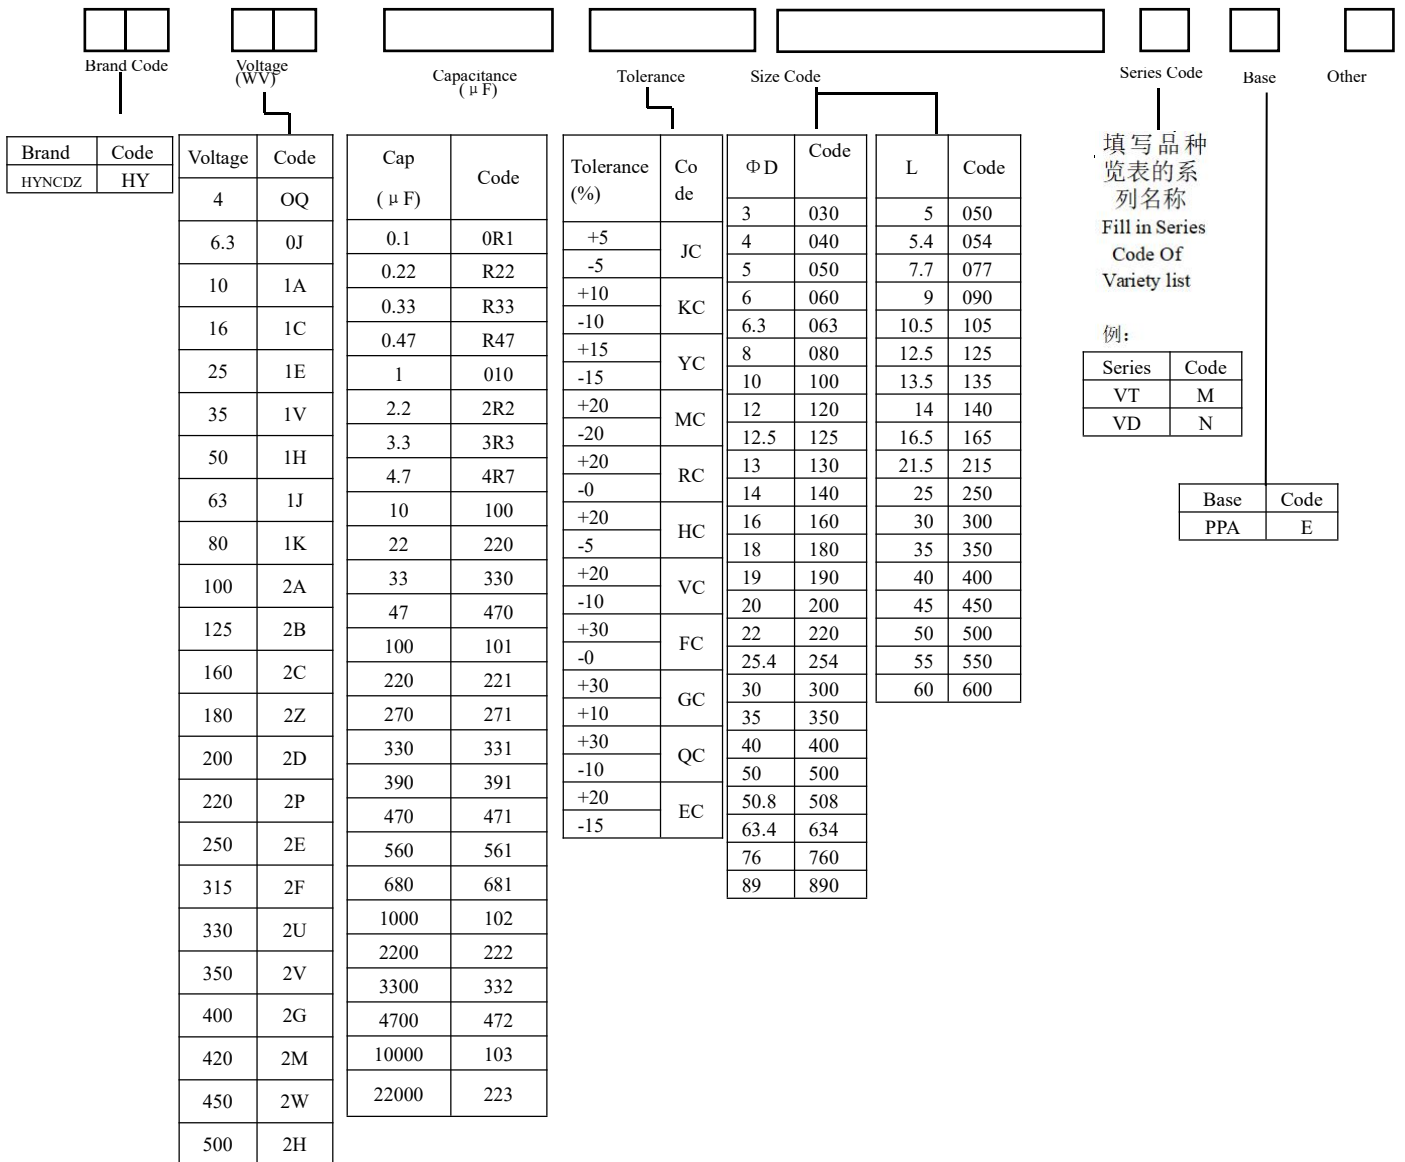 Brand Code
Voltage
(WV)
Capacitance
( μ F)
Tolerance
Size Code
Series Code
Base
Other
Brand Code
HYNCDZ HY
Voltage Code
4 OQ
6.3 0J
10 1A
16 1C
25 1E
35 1V
50 1H
63 1J
80 1K
100 2A
125 2B
160 2C
180 2Z
200 2D
220 2P
250 2E
315 2F
330 2U
350 2V
400 2G
420 2M
450 2W
500 2H
Cap
( μ F)
Code
0.1 0R1
0.22 R22
0.33 R33
0.47 R47
1 010
2.2 2R2
3.3 3R3
4.7 4R7
10 100
22 220
33 330
47 470
100 101
220 221
270 271
330 331
390 391
470 471
560 561
680 681
1000 102
2200 222
3300 332
4700 472
10000 103
22000 223
Tolerance Co
(%) de
+5
JC
-5
+10
KC
-10
+15
YC
-15
+20
MC
-20
+20
RC
-0
+20
HC
-5
+20
VC
-10
+30
FC
-0
+30
GC
+10
+30
QC
-10
+20
EC
-15
ΦD Code
3 030
4 040
5 050
6 060
6.3 063
8 080
10 100
12 120
12.5 125
13 130
14 140
16 160
18 180
19 190
20 200
22 220
25.4 254
30 300
35 350
40 400
50 500
50.8 508
63.4 634
76 760
89 890
L Code
5 050
5.4 054
7.7 077
9 090
10.5 105
12.5 125
13.5 135
14 140
16.5 165
21.5 215
25 250
30 300
35 350
40 400
45 450
50 500
55 550
60 600
填写品种
览表的系
列名称
Fill in Series
Code Of
Variety list
例：
Series Code
VT M
VD N
Base Code
PPA E